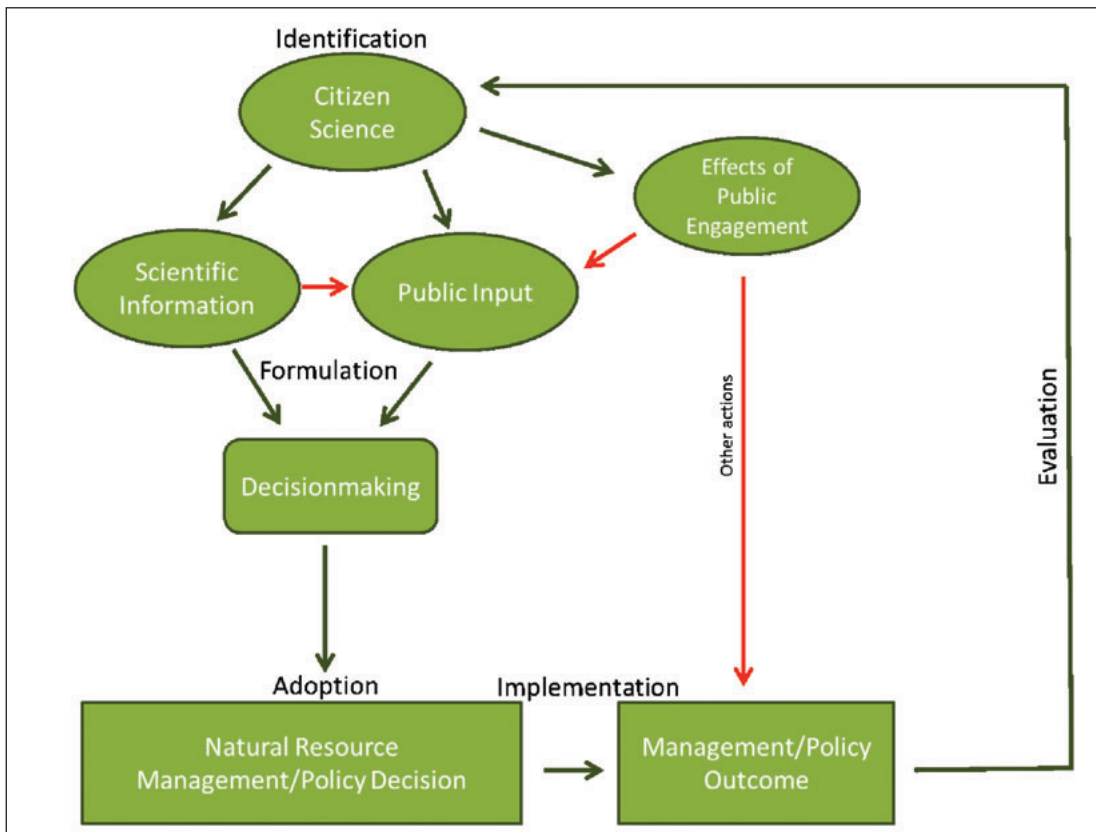 Identification
Citizen
Science
Effects of
Public
Engagement
Scientific
Information
Public Input
Formulation
Decisionmaking
Other actions
Evaluation
Adoption
Implementation
Natural Resource
Management/Policy Decision
Management/Policy
Outcome